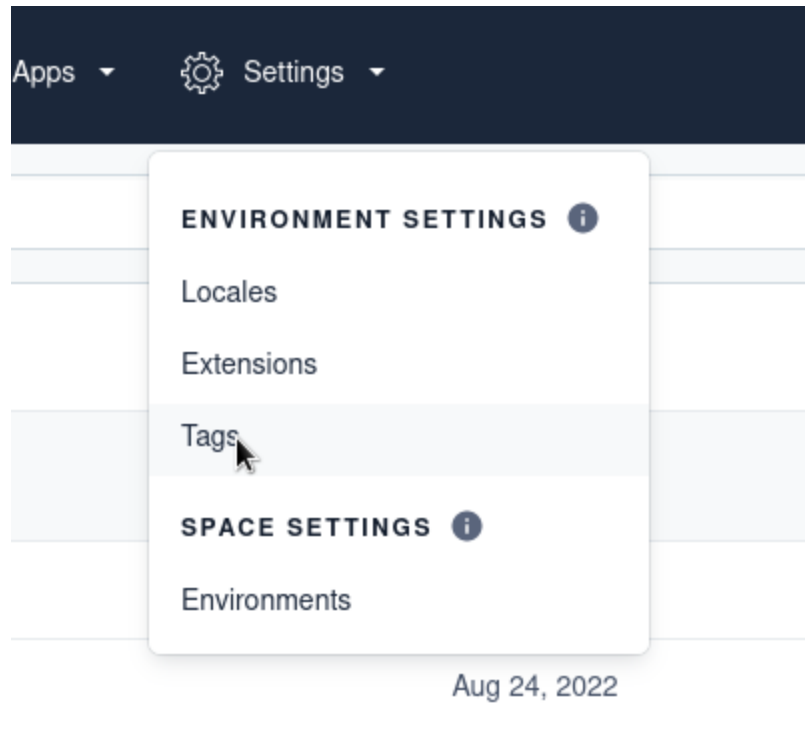 Apps Settings
ENVIRONMENT SETTINGS
Locales
Extensions
Tags
SPACE SETTINGS
Environments
Aug 24, 2022